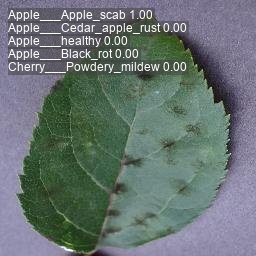 Apple___Apple_scab 1.00
Apple___Cedar_apple_rust 0.00
Apple___healthy 0.00
Apple___Black_rot 0.00
Cherry___Powdery_mildew 0.00